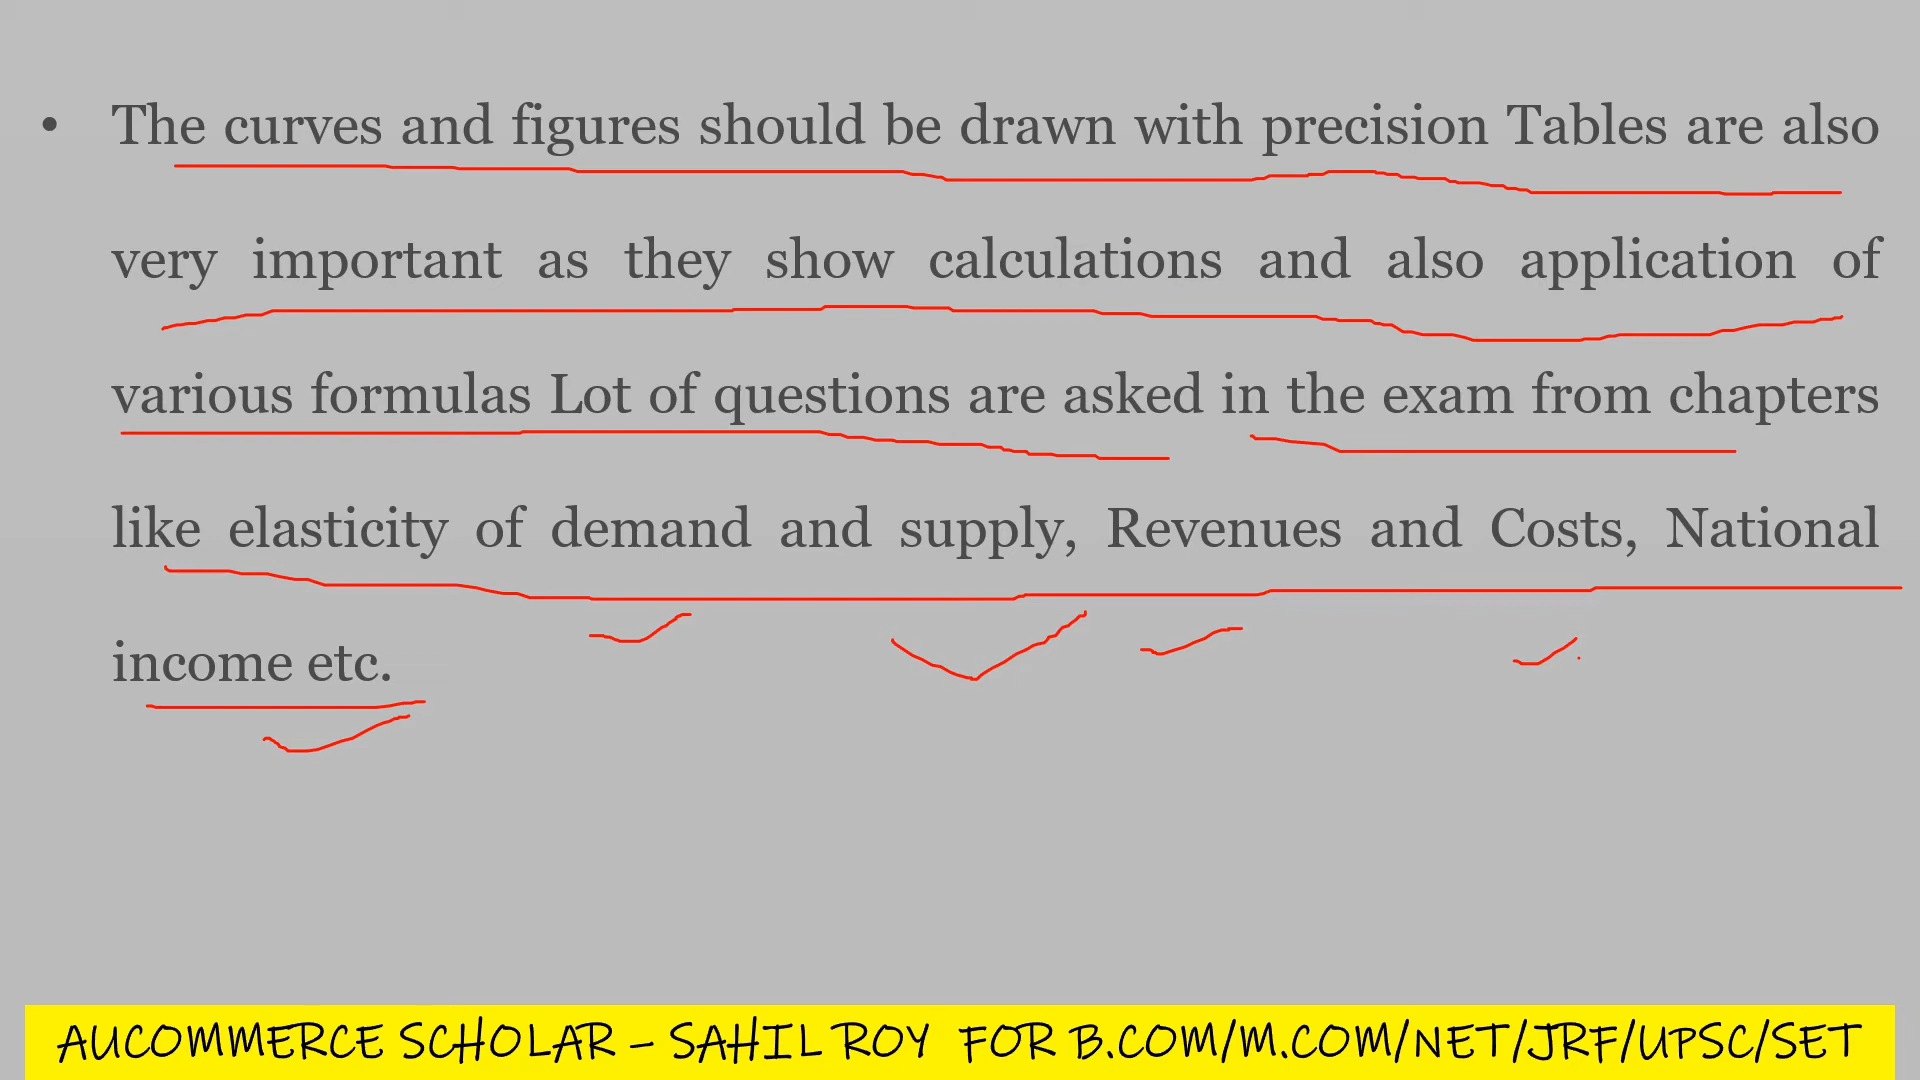 • The curves and figures should be drawn with precision Tables are also
very important as they show calculations and also application of
various formulas Lot of questions are asked in the exam from chapters
like elasticity of demand and supply, Revenues and Costs, National
income etc.
AUCOMMERCE SCHOLAR – SAHIL ROY FOR B.COM/M.COM/NET/JRF/UPSC/SET